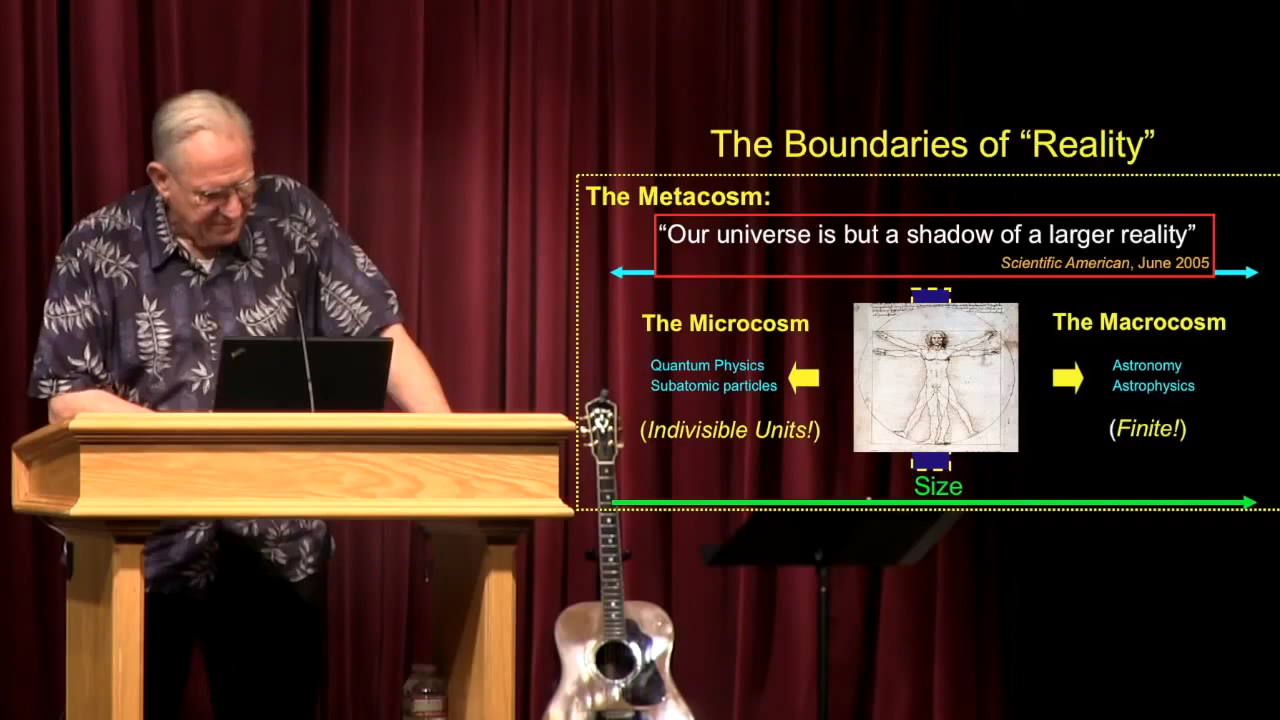 The Boundaries of “Reality”
The Metacosm:
“Our universe is but a shadow of a larger reality”
Scientific American, June 2005
The Microcosm
Quantum Physics
Subatomic particles
(Indivisible Units!)
The Macrocosm
Astronomy
Astrophysics
(Finite!)
Size